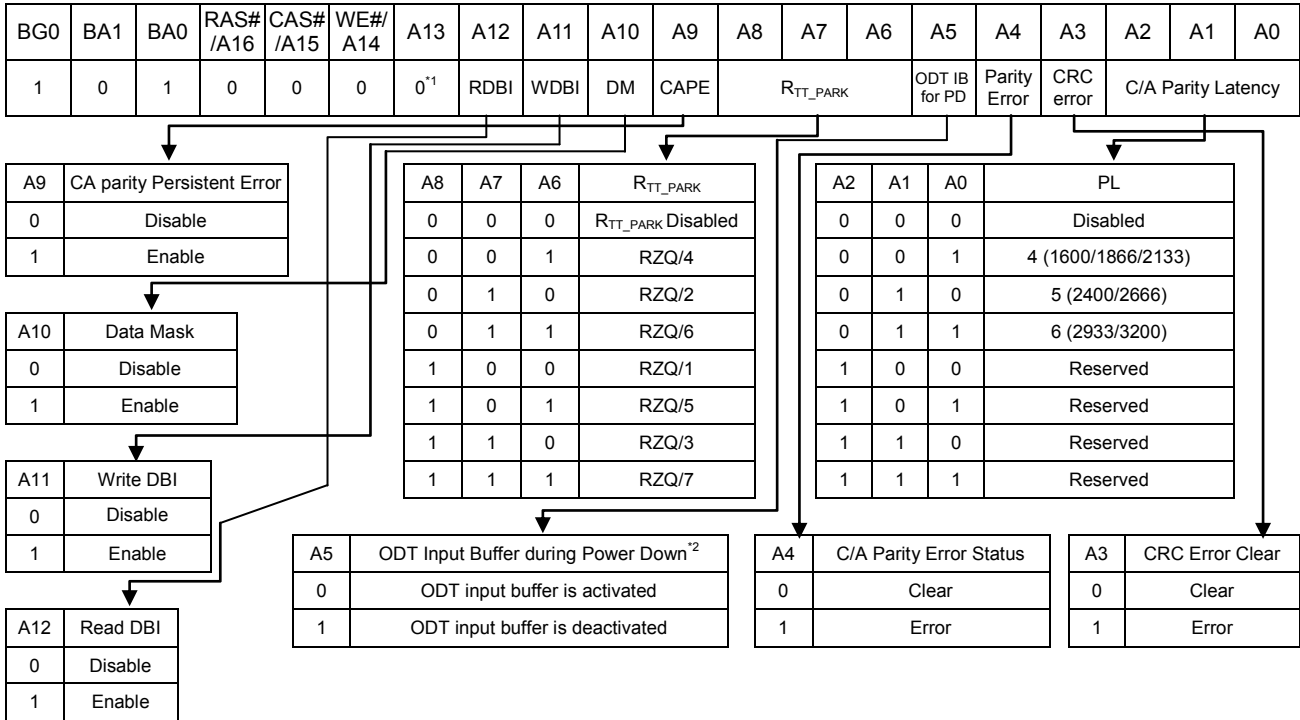 BG0 BA1 BA0 RAS#/A16 CAS#/A15 WE#/A14 A13 A12 A11 A10 A9 A8 A7 A6 A5 A4 A3 A2 A1 A0
1 0 1 0 0 0 0*1 RDBI WDBI DM CAPE RTT_PARK ODT IB for PD Parity Error CRC error C/A Parity Latency
A9 CA parity Persistent Error
0 Disable
1 Enable
A10 Data Mask
0 Disable
1 Enable
A11 Write DBI
0 Disable
1 Enable
A12 Read DBI
0 Disable
1 Enable
A8 A7 A6 RTT_PARK
0 0 0 RTT_PARK Disabled
0 0 1 RZQ/4
0 1 0 RZQ/2
0 1 1 RZQ/6
1 0 0 RZQ/1
1 0 1 RZQ/5
1 1 0 RZQ/3
1 1 1 RZQ/7
A2 A1 A0 PL
0 0 0 Disabled
0 0 1 4 (1600/1866/2133)
0 1 0 5 (2400/2666)
0 1 1 6 (2933/3200)
1 0 0 Reserved
1 0 1 Reserved
1 1 0 Reserved
1 1 1 Reserved
A5 ODT Input Buffer during Power Down*2
0 ODT input buffer is activated
1 ODT input buffer is deactivated
A4 C/A Parity Error Status
0 Clear
1 Error
A3 CRC Error Clear
0 Clear
1 Error